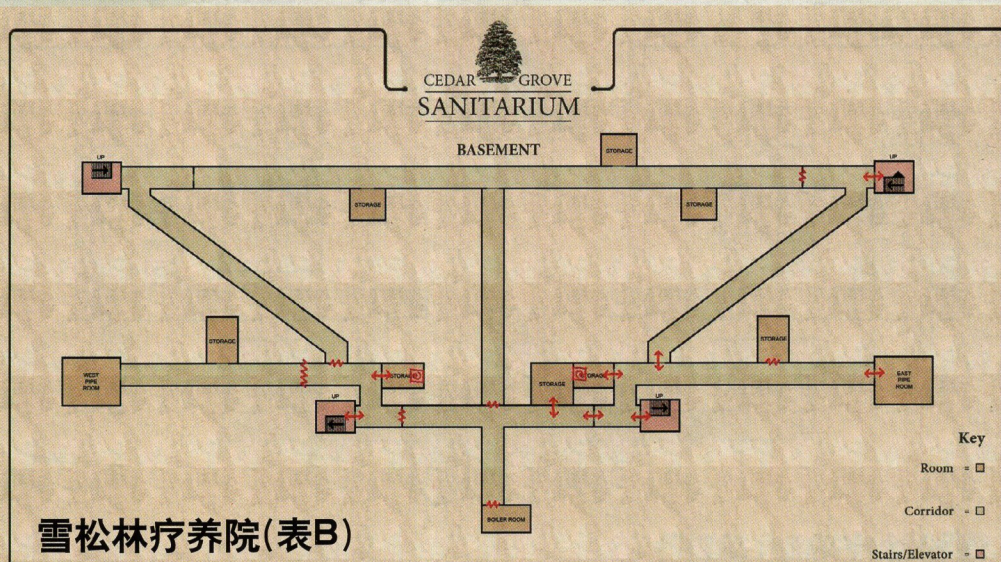 CEDAR GROVE
SANITARIUM
BASEMENT
STORAGE
UP
UP
STORAGE
STORAGE
STORAGE
STORAGE
WEST
PIPE
ROOM
STORAGE
STORAGE
STORAGE
EAST
PIPE
ROOM
UP
UP
BOILER ROOM
Key
Room =
Corridor =
Stairs/Elevator =
雪松林疗养院(表B)